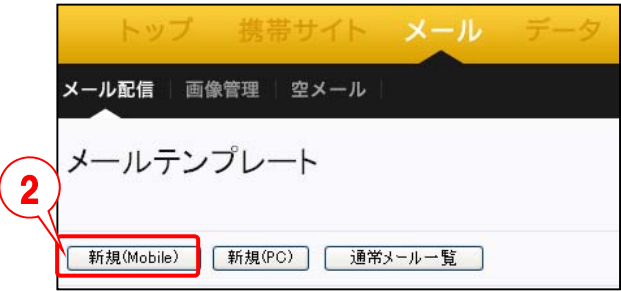 トップ 携帯サイト メール データ
メール配信 画像管理 空メール
メールテンプレート
2
新規(Mobile) 新規(PC) 通常メール一覧